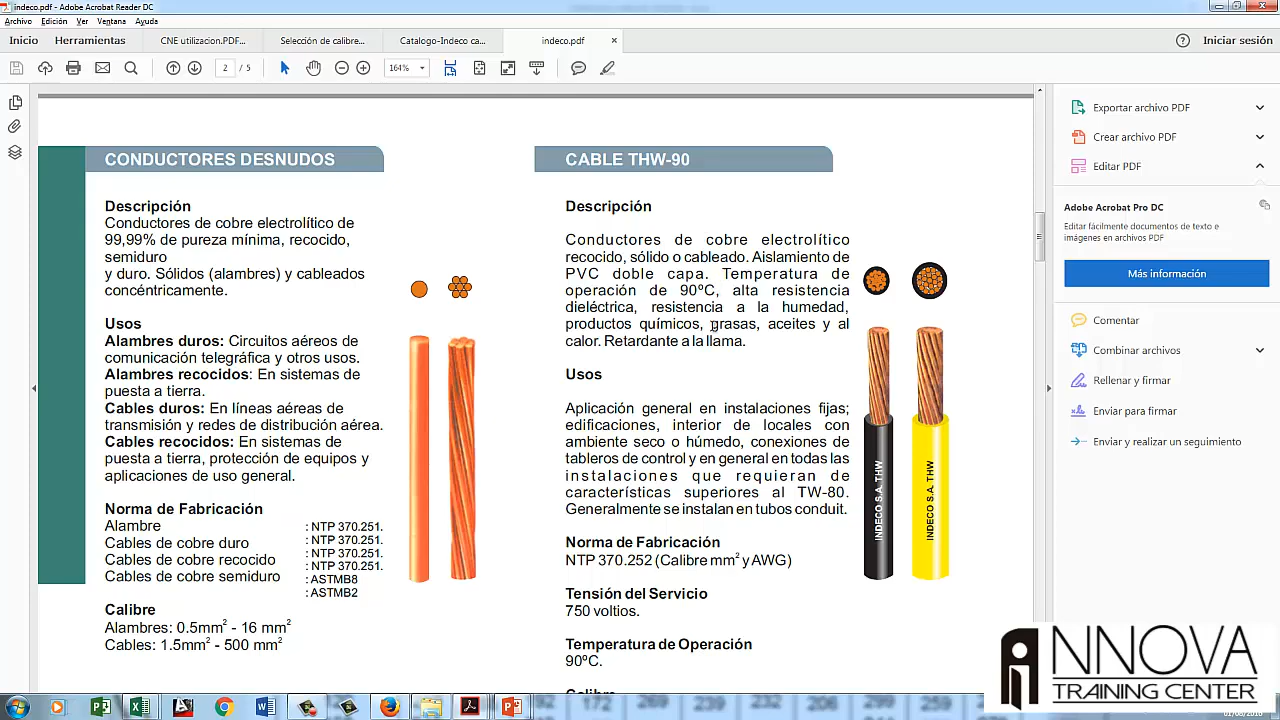 indeco.pdf - Adobe Acrobat Reader DC
Archivo Edición Ver Ventana Ayuda
Inicio Herramientas CNE utilizacion.PDF... Selección de calibre... Catalogo-Indeco ca... indeco.pdf × Iniciar sesión
2 / 5 164%
CONDUCTORES DESNUDOS
Descripción
Conductores de cobre electrolítico de
99,99% de pureza mínima, recocido,
semiduro
y duro. Sólidos (alambres) y cableados
concéntricamente.
Usos
Alambres duros: Circuitos aéreos de
comunicación telegráfica y otros usos.
Alambres recocidos: En sistemas de
puesta a tierra.
Cables duros: En líneas aéreas de
transmisión y redes de distribución aérea.
Cables recocidos: En sistemas de
puesta a tierra, protección de equipos y
aplicaciones de uso general.
Norma de Fabricación
Alambre : NTP 370.251.
Cables de cobre duro : NTP 370.251.
Cables de cobre recocido : NTP 370.251.
Cables de cobre semiduro : NTP 370.251.
: ASTMB8
: ASTMB2
Calibre
Alambres: 0.5mm² - 16 mm²
Cables: 1.5mm² - 500 mm²
CABLE THW-90
Descripción
Conductores de cobre electrolítico
recocido, sólido o cableado. Aislamiento de
PVC doble capa. Temperatura de
operación de 90ºC, alta resistencia
dieléctrica, resistencia a la humedad,
productos químicos, grasas, aceites y al
calor. Retardante a la llama.
Usos
Aplicación general en instalaciones fijas;
edificaciones, interior de locales con
ambiente seco o húmedo, conexiones de
tableros de control y en general en todas las
instalaciones que requieran de
características superiores al TW-80.
Generalmente se instalan en tubos conduit.
Norma de Fabricación
NTP 370.252 (Calibre mm² y AWG)
Tensión del Servicio
750 voltios.
Temperatura de Operación
90ºC.
Calibre
INDECO S.A. THW
INDECO S.A. THW
Exportar archivo PDF
Crear archivo PDF
Editar PDF
Adobe Acrobat Pro DC
Editar fácilmente documentos de texto e
imágenes en archivos PDF
Más información
Comentar
Combinar archivos
Rellenar y firmar
Enviar para firmar
Enviar y realizar un seguimiento
iNNOVA
TRAINING CENTER